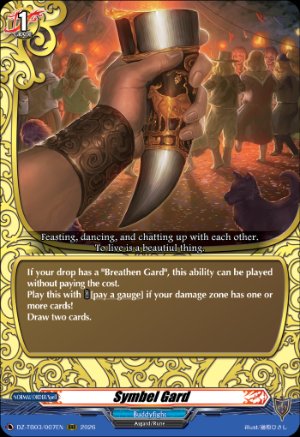 1
Feasting, dancing, and chatting up with each other.
To live is a beautiful thing.
If your drop has a "Breathen Gard", this ability can be played
without paying the cost.
Play this with [pay a gauge] if your damage zone has one or
more cards!
Draw two cards.
NORMAL ORDER
Symbel Gard
Buddyfight
Asgard/Rune
DZ-TB03/007EN
2026